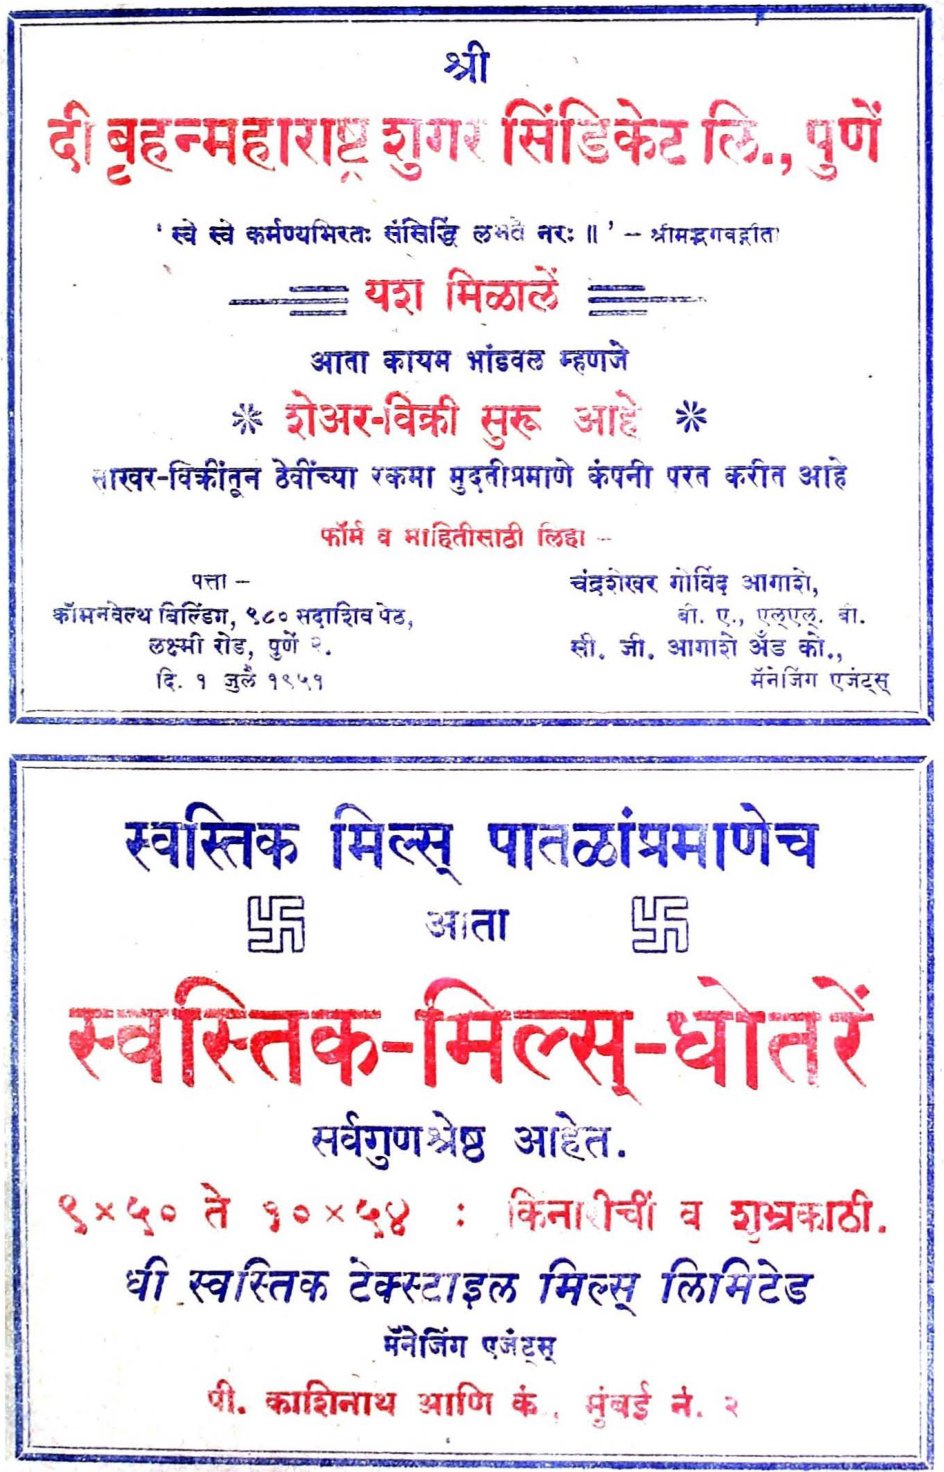 श्री
दी बृहन्महाराष्ट्र शुगर सिंडिकेट लि., पुणें
' स्वे स्वे कर्मण्यभिरतः संसिद्धिं लभते नरः ॥ ' – श्रीमद्भगवद्गीता
यश मिळालें
आता कायम भांडवल म्हणजे
शेअर-विक्री सुरू आहे
साखर-विक्रींतून ठेवींच्या रकमा मुदतीप्रमाणे कंपनी परत करीत आहे
फॉर्म व माहितीसाठी लिहा –
पत्ता –
कॉमनवेल्थ बिल्डिंग, ९८० सदाशिव पेठ,
लक्ष्मी रोड, पुणें २.
दि. १ जुलै १९५१
चंद्रशेखर गोविंद आगाशे,
बी. ए., एल्‌एल्‌. बी.
सी. जी. आगाशे अँड को.,
मॅनेजिंग एजंट्स्
स्वस्तिक मिल्स् पातळांप्रमाणेच
आता
स्वस्तिक-मिल्स्-धोतरें
सर्वगुणश्रेष्ठ आहेत.
९×५० ते १०×५४ : किनारीचीं व शुभ्रकाठी.
धी स्वस्तिक टेक्स्टाइल मिल्स् लिमिटेड
मॅनेजिंग एजंट्स्
पी. काशिनाथ आणि कं., मुंबई नं. २